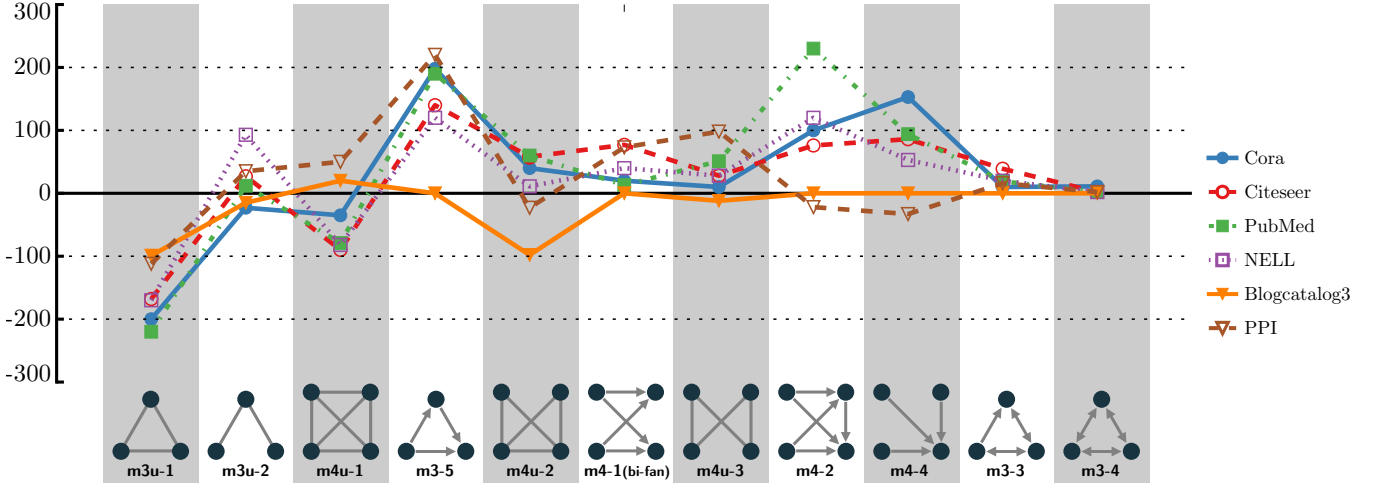 300
200
100
0
-100
-200
-300
Cora
Citeseer
PubMed
NELL
Blogcatalog3
PPI
m3u-1 m3u-2 m4u-1 m3-5 m4u-2 m4-1(bi-fan) m4u-3 m4-2 m4-4 m3-3 m3-4